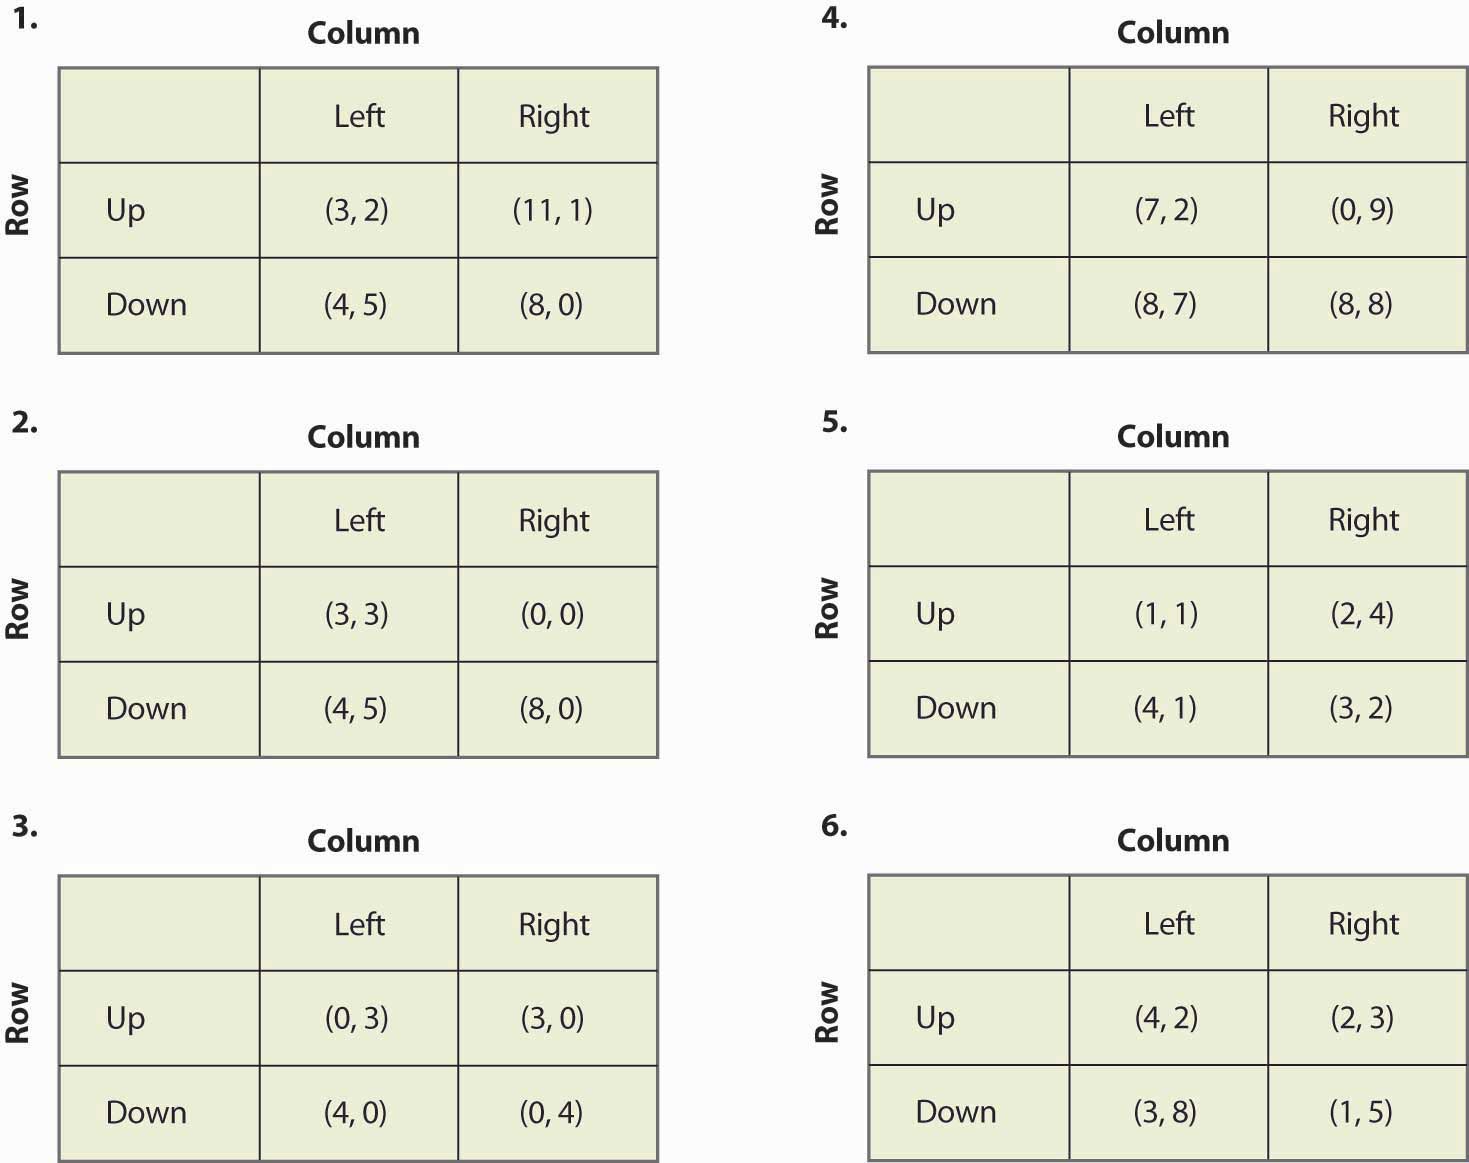 1.
Column
Left Right
Row
Up (3, 2) (11, 1)
Down (4, 5) (8, 0)
2.
Column
Left Right
Row
Up (3, 3) (0, 0)
Down (4, 5) (8, 0)
3.
Column
Left Right
Row
Up (0, 3) (3, 0)
Down (4, 0) (0, 4)
4.
Column
Left Right
Row
Up (7, 2) (0, 9)
Down (8, 7) (8, 8)
5.
Column
Left Right
Row
Up (1, 1) (2, 4)
Down (4, 1) (3, 2)
6.
Column
Left Right
Row
Up (4, 2) (2, 3)
Down (3, 8) (1, 5)